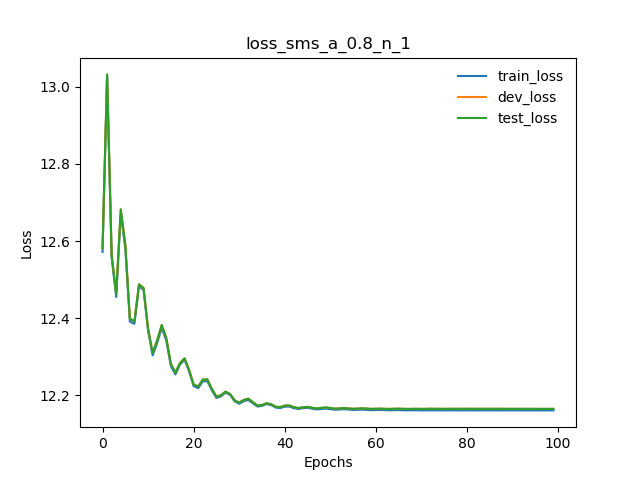 loss_sms_a_0.8_n_1
train_loss
dev_loss
test_loss
Loss
13.0
12.8
12.6
12.4
12.2
0 20 40 60 80 100
Epochs